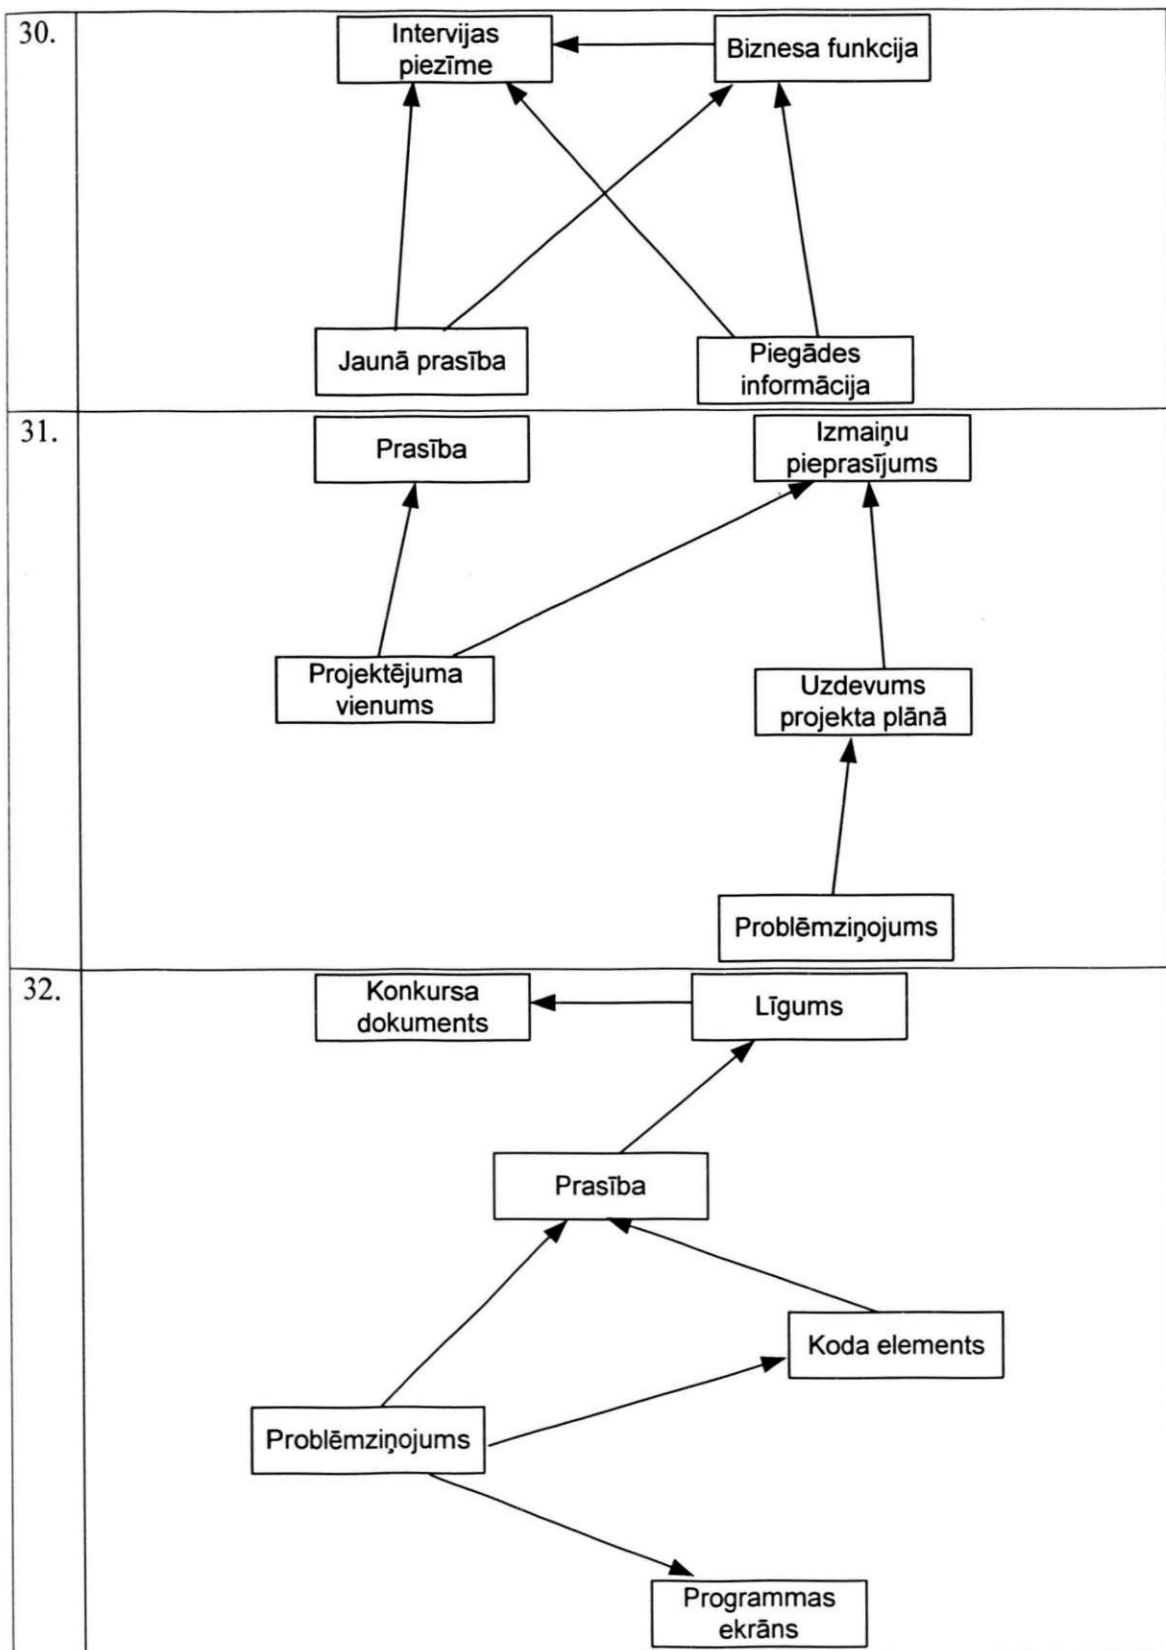 30.
Intervijas
piezīme
Biznesa funkcija
Jaunā prasība
Piegādes
informācija
31.
Prasība
Izmaiņu
pieprasījums
Projektējuma
vienums
Uzdevums
projekta plānā
Problēmziņojums
32.
Konkursa
dokuments
Līgums
Prasība
Koda elements
Problēmziņojums
Programmas
ekrāns